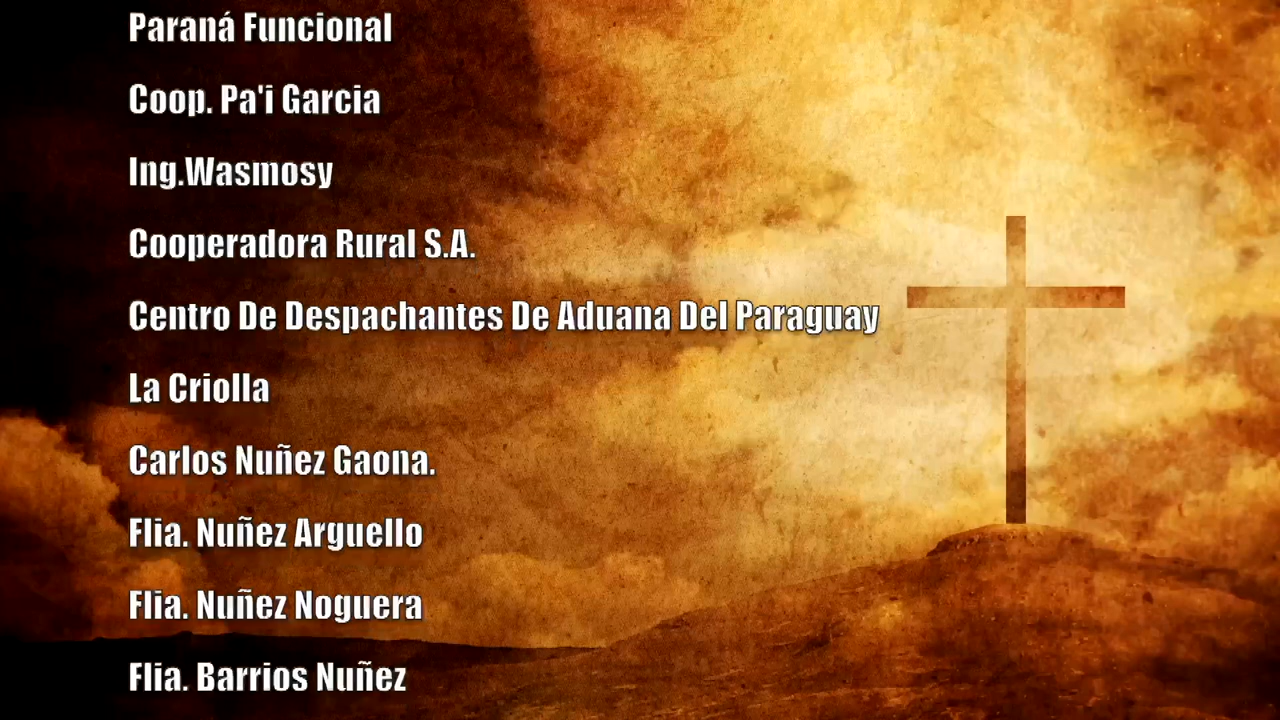 Paraná Funcional
Coop. Pa'i Garcia
Ing.Wasmosy
Cooperadora Rural S.A.
Centro De Despachantes De Aduana Del Paraguay
La Criolla
Carlos Nuñez Gaona.
Flia. Nuñez Arguello
Flia. Nuñez Noguera
Flia. Barrios Nuñez